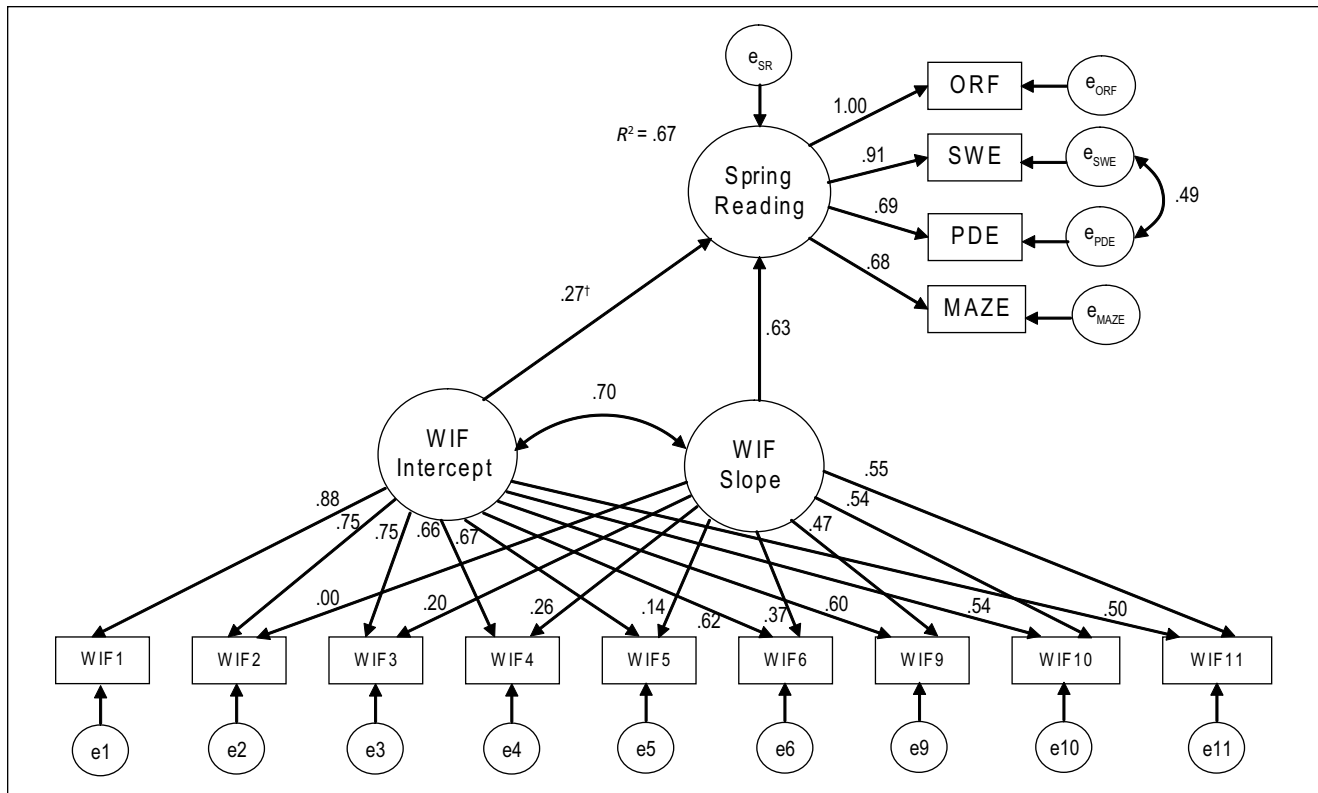 eSR
ORF
eORF
1.00
R² = .67
SWE
eSWE
.91
Spring
Reading
.49
.69
PDE
ePDE
.68
MAZE
eMAZE
.27†
.63
.70
WIF
Intercept
WIF
Slope
.55
.88
.75
.75
.66
.67
.54
.47
.00
.20
.26
.14
.62
.37
.60
.54
.50
WIF1
WIF2
WIF3
WIF4
WIF5
WIF6
WIF9
WIF10
WIF11
e1
e2
e3
e4
e5
e6
e9
e10
e11